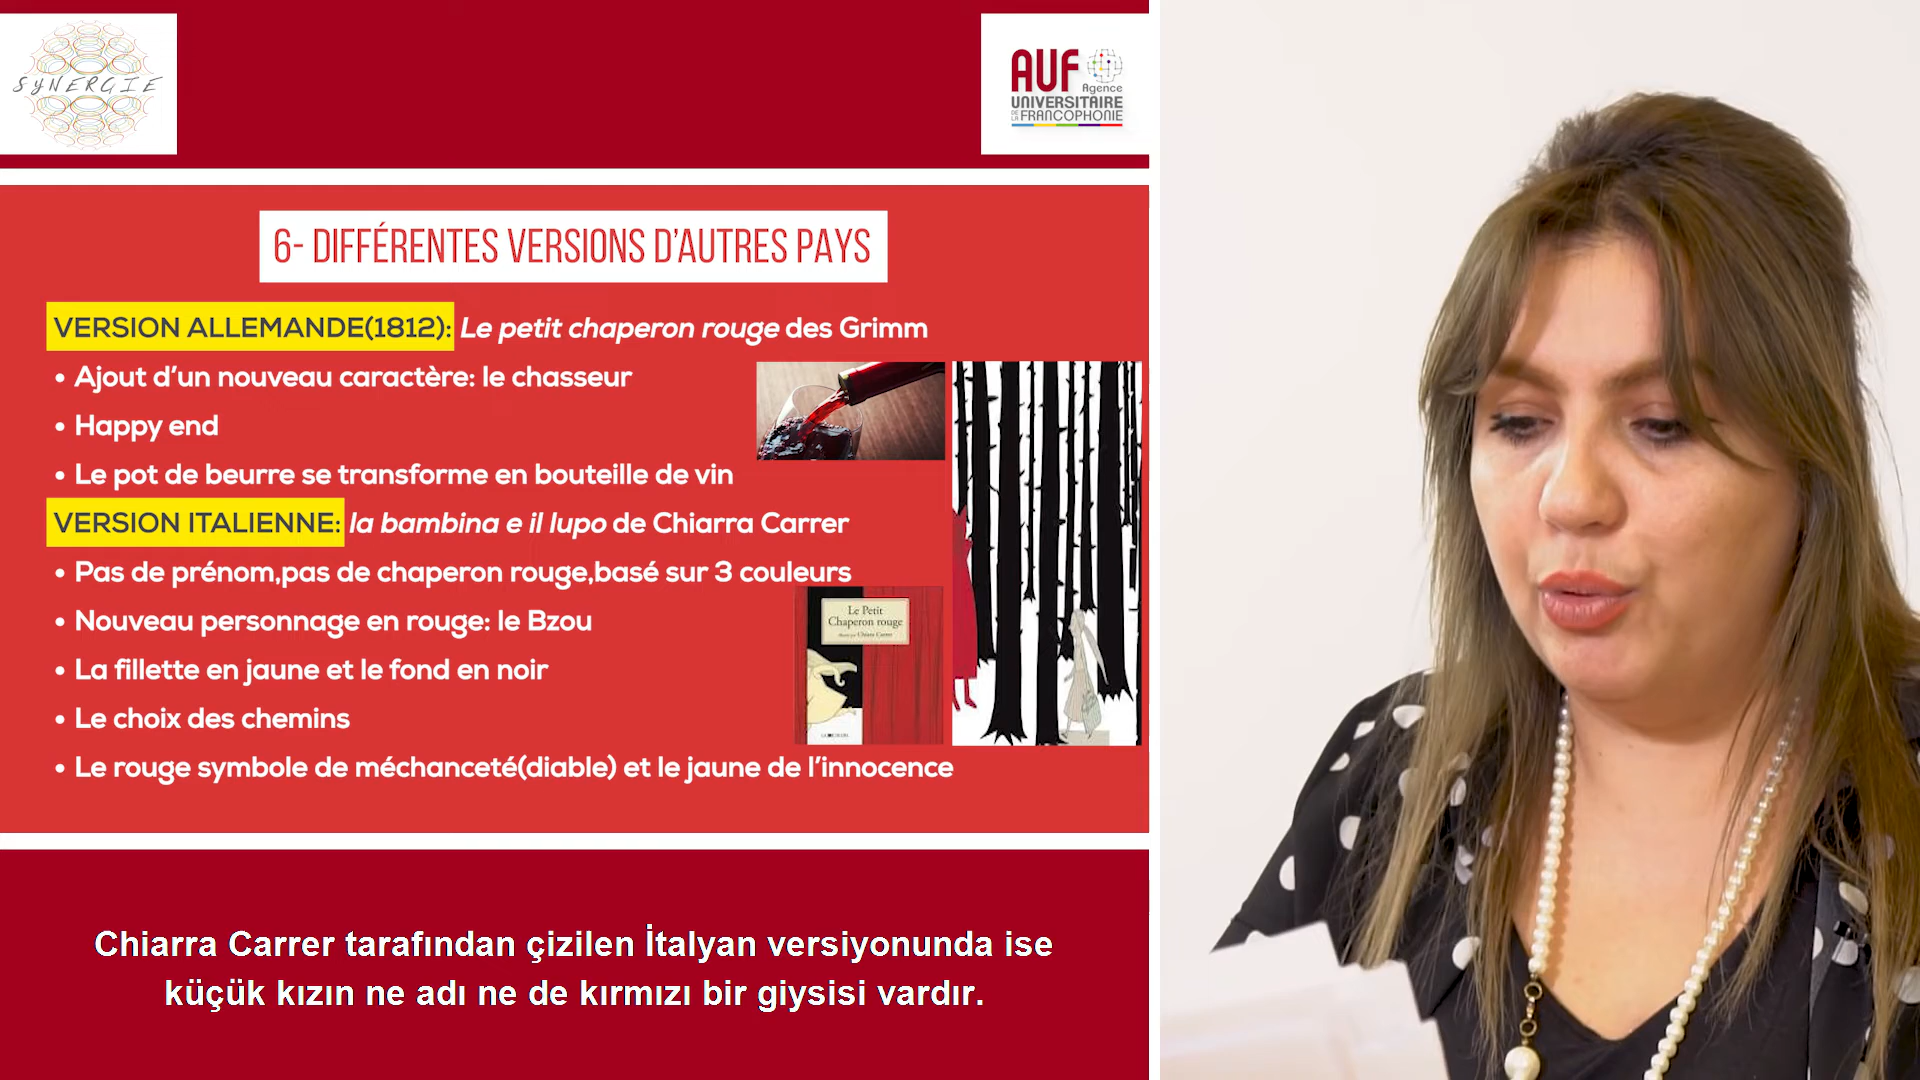 SYNERGIE
AUF
Agence
UNIVERSITAIRE
DE LA FRANCOPHONIE
6- DIFFÉRENTES VERSIONS D'AUTRES PAYS
VERSION ALLEMANDE(1812): Le petit chaperon rouge des Grimm
• Ajout d'un nouveau caractère: le chasseur
• Happy end
• Le pot de beurre se transforme en bouteille de vin
VERSION ITALIENNE: la bambina e il lupo de Chiarra Carrer
• Pas de prénom,pas de chaperon rouge,basé sur 3 couleurs
• Nouveau personnage en rouge: le Bzou
• La fillette en jaune et le fond en noir
• Le choix des chemins
• Le rouge symbole de méchanceté(diable) et le jaune de l'innocence
Le Petit
Chaperon rouge
Chiarra Carrer tarafından çizilen İtalyan versiyonunda ise
küçük kızın ne adı ne de kırmızı bir giysisi vardır.